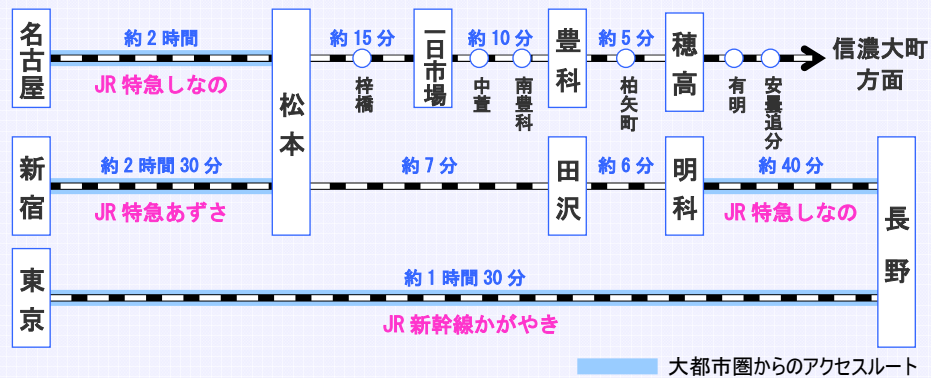 名古屋
約2時間
JR特急しなの
松本
約15分
梓橋
一日市場
約10分
中萱
南豊科
豊科
約5分
柏矢町
穂高
有明
安曇追分
信濃大町
方面
新宿
約2時間30分
JR特急あずさ
約7分
田沢
約6分
明科
約40分
JR特急しなの
長野
東京
約1時間30分
JR新幹線かがやき
大都市圏からのアクセスルート